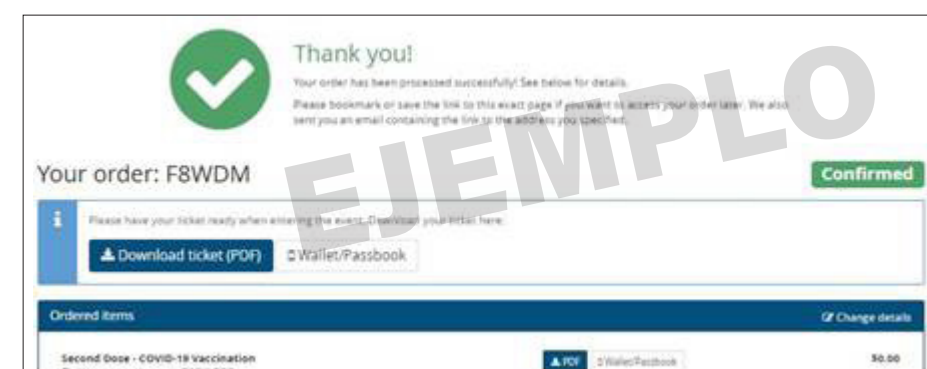 Thank you!
Your order has been processed successfully! See below for details.
Please bookmark or save the link to this exact page if you want to access your order later. We also
sent you an email containing the link to the address you specified.
EJEMPLO
Your order: F8WDM
Confirmed
Please have your ticket ready when entering the event. Download your ticket here:
Download ticket (PDF) Wallet/Passbook
Ordered items Change details
Second Dose - COVID-19 Vaccination PDF Wallet/Passbook $0.00